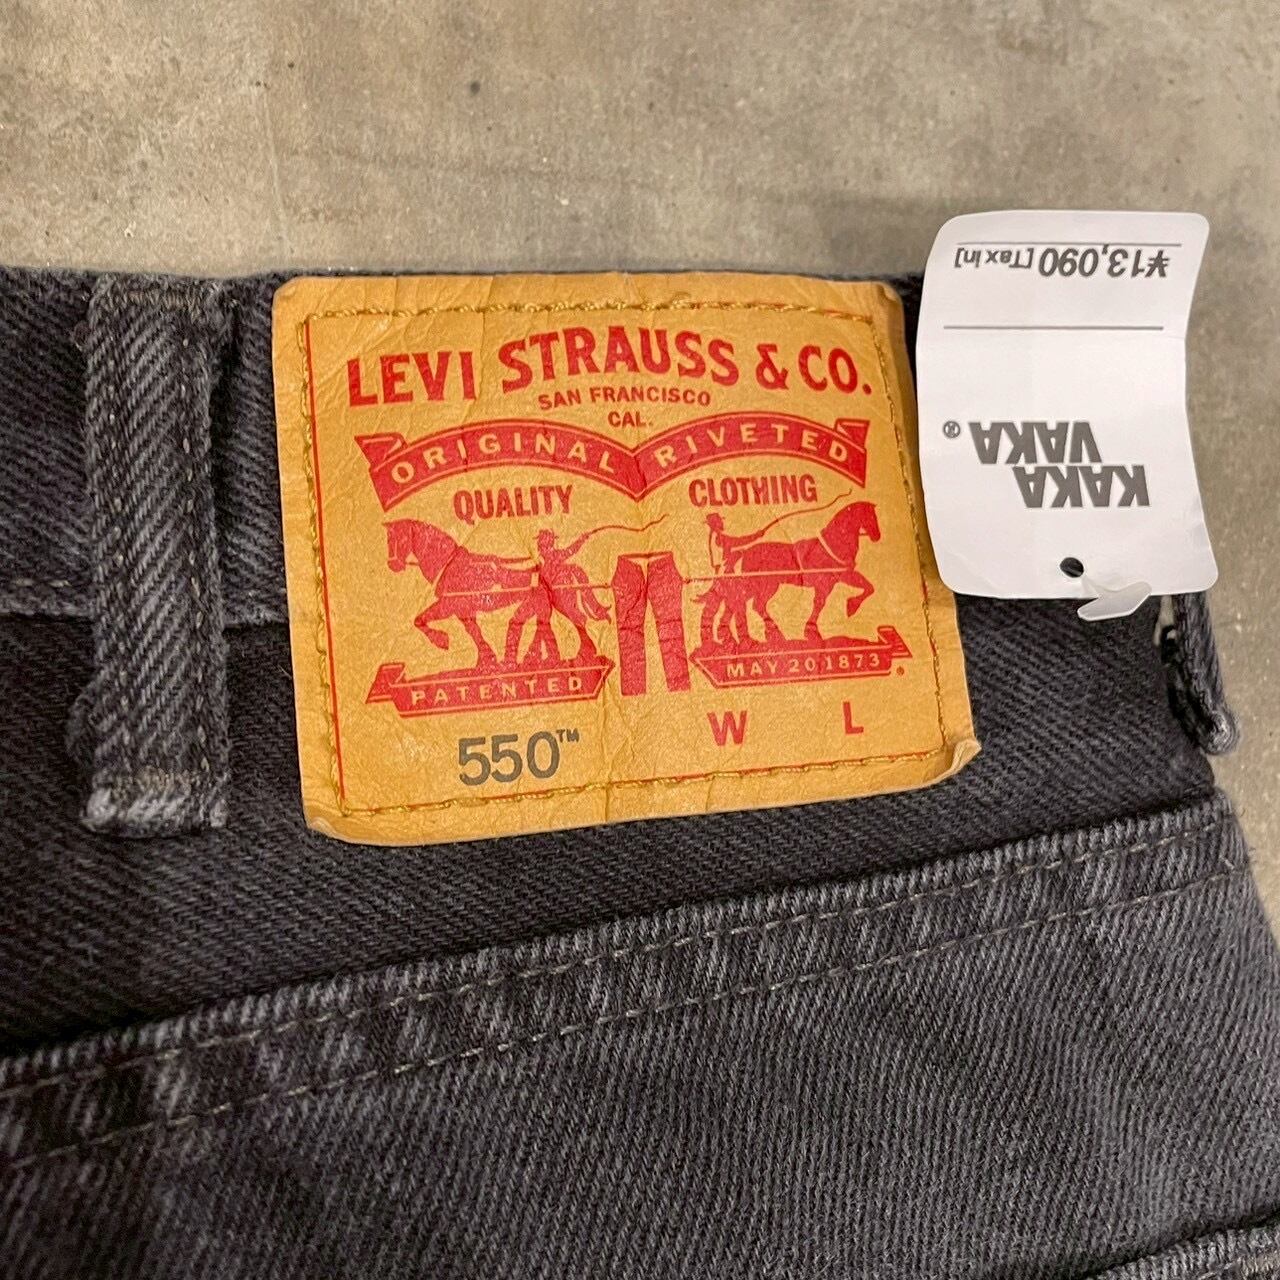 LEVI STRAUSS & CO.
SAN FRANCISCO
CAL.
ORIGINAL RIVETED
QUALITY CLOTHING
PATENTED MAY 20 1873
550™ W L
¥13,090 [Tax in]
KAKA
VAKA®